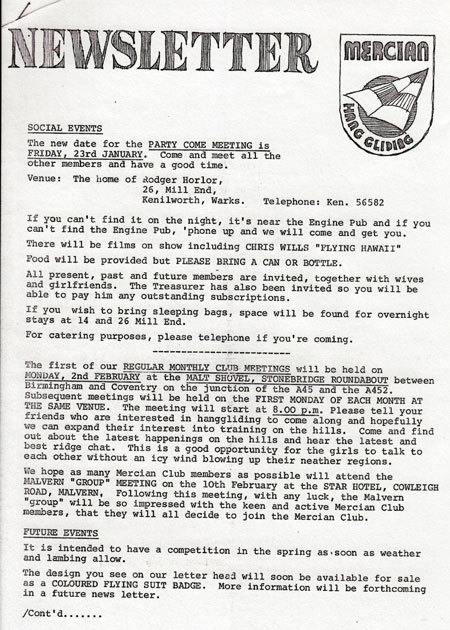 NEWSLETTER
MERCIAN
HANG GLIDING
SOCIAL EVENTS
The new date for the PARTY COME MEETING is
FRIDAY, 23rd JANUARY. Come and meet all the
other members and have a good time.
Venue: The home of Rodger Horlor,
26, Mill End,
Kenilworth, Warks. Telephone: Ken. 56582
If you can't find it on the night, it's near the Engine Pub and if you
can't find the Engine Pub, 'phone up and we will come and get you.
There will be films on show including CHRIS WILLS "FLYING HAWAII"
Food will be provided but PLEASE BRING A CAN OR BOTTLE.
All present, past and future members are invited, together with wives
and girlfriends. The Treasurer has also been invited so you will be
able to pay him any outstanding subscriptions.
If you wish to bring sleeping bags, space will be found for overnight
stays at 14 and 26 Mill End.
For catering purposes, please telephone if you're coming.
-----------------------
The first of our REGULAR MONTHLY CLUB MEETINGS will be held on
MONDAY, 2nd FEBRUARY at the MALT SHOVEL, STONEBRIDGE ROUNDABOUT between
Birmingham and Coventry on the junction of the A45 and the A452.
Subsequent meetings will be held on the FIRST MONDAY OF EACH MONTH AT
THE SAME VENUE. The meeting will start at 8.00 p.m. Please tell your
friends who are interested in hanggliding to come along and hopefully
we can expand their interest into training on the hills. Come and find
out about the latest happenings on the hills and hear the latest and
best ridge chat. This is a good opportunity for the girls to talk to
each other without an icy wind blowing up their neather regions.
We hope as many Mercian Club members as possible will attend the
MALVERN "GROUP" MEETING on the 10th February at the STAR HOTEL, COWLEIGH
ROAD, MALVERN, Following this meeting, with any luck, the Malvern
"group" will be so impressed with the keen and active Mercian Club
members, that they will all decide to join the Mercian Club.
FUTURE EVENTS
It is intended to have a competition in the spring as soon as weather
and lambing allow.
The design you see on our letter head will soon be available for sale
as a COLOURED FLYING SUIT BADGE. More information will be forthcoming
in a future news letter.
/Cont'd.......